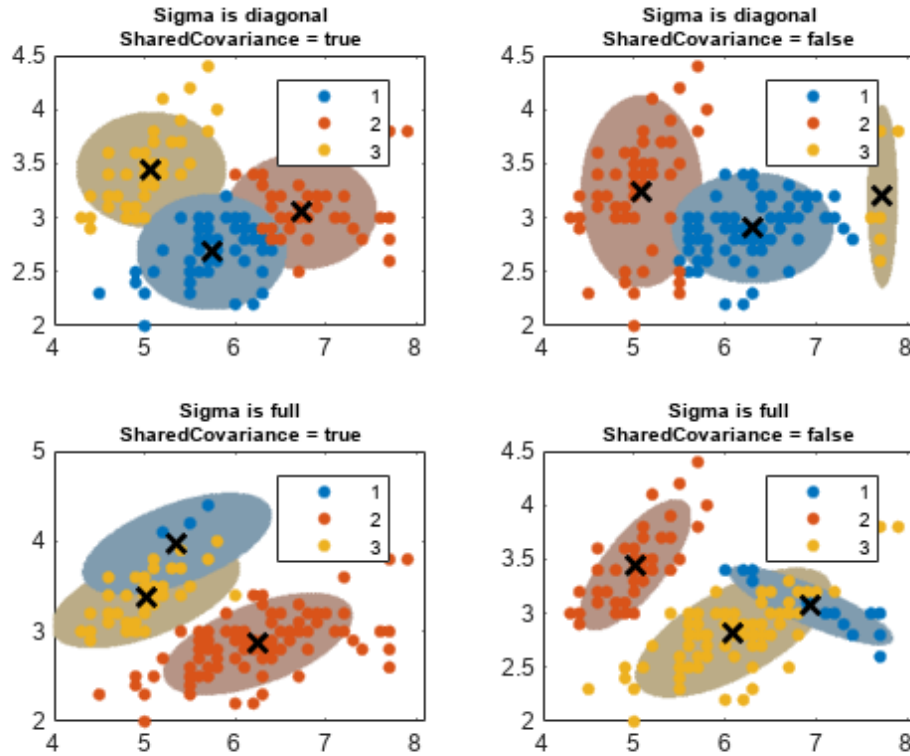 Sigma is diagonal
SharedCovariance = true
4.5
4
3.5
3
2.5
2
4 5 6 7 8
1
2
3
Sigma is diagonal
SharedCovariance = false
4.5
4
3.5
3
2.5
2
4 5 6 7 8
1
2
3
Sigma is full
SharedCovariance = true
5
4
3
2
4 5 6 7 8
1
2
3
Sigma is full
SharedCovariance = false
4.5
4
3.5
3
2.5
2
4 5 6 7 8
1
2
3